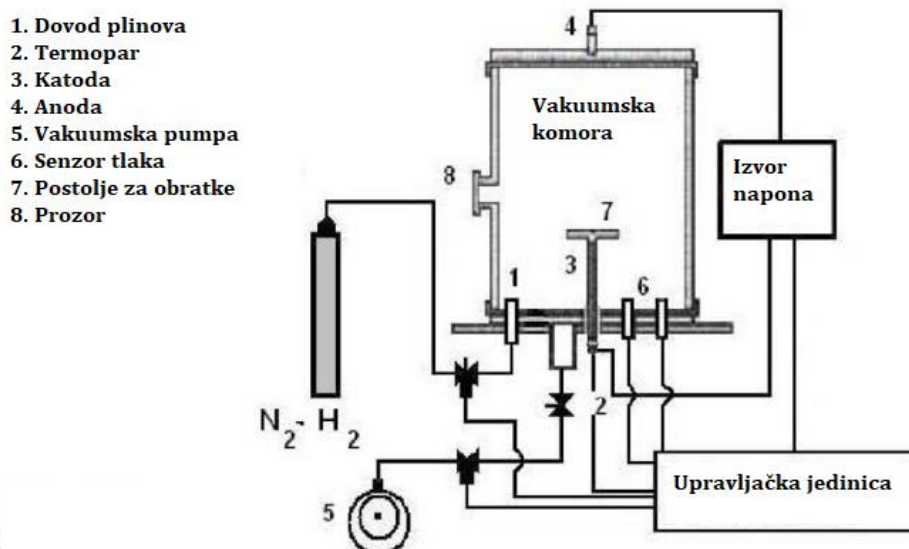 1. Dovod plinova
2. Termopar
3. Katoda
4. Anoda
5. Vakuumska pumpa
6. Senzor tlaka
7. Postolje za obratke
8. Prozor
4
Vakuumska
komora
Izvor
napona
8
7
3
1
6
2
N2- H2
5
Upravljačka jedinica